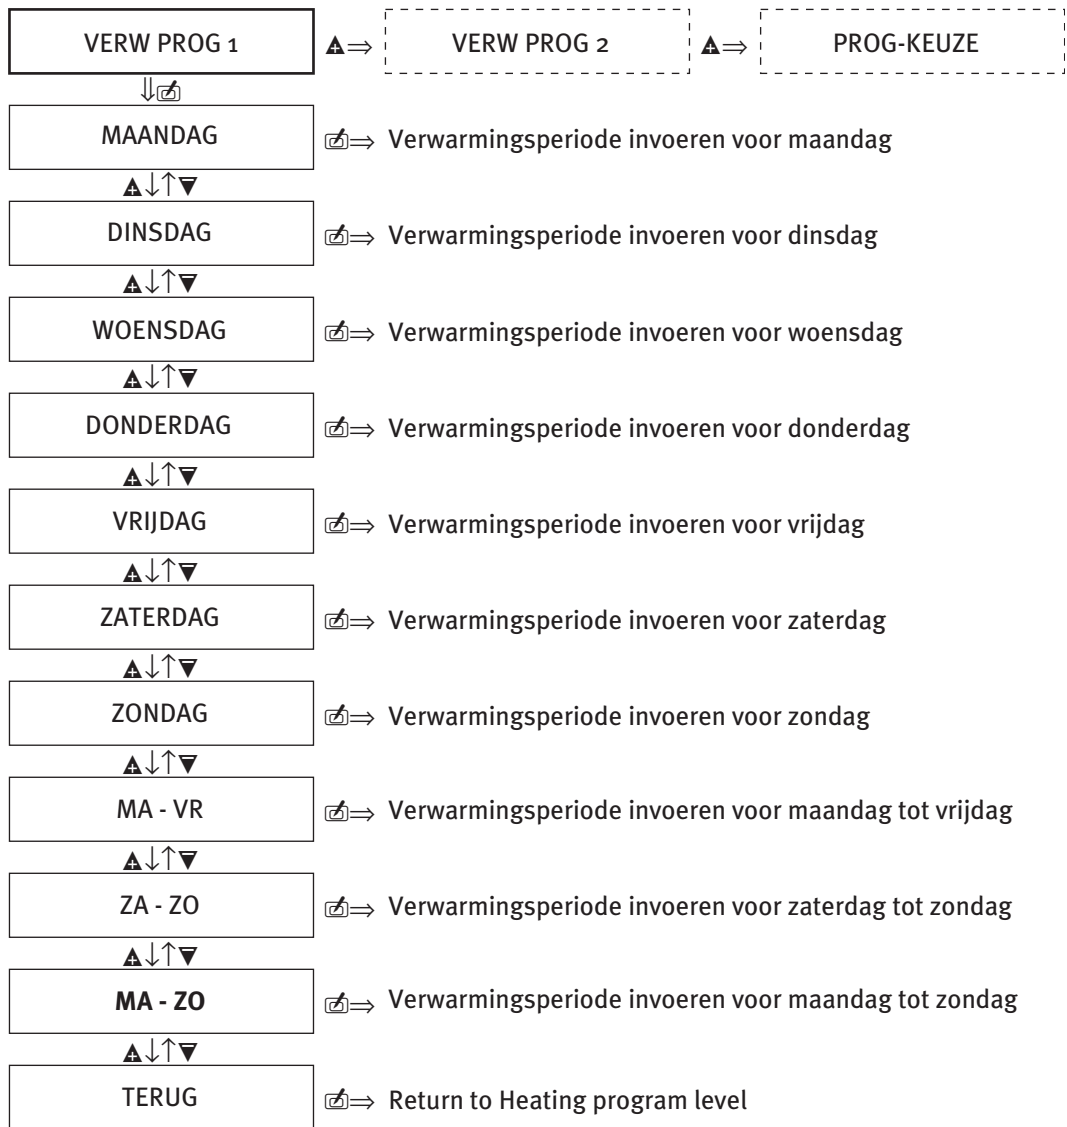 VERW PROG 1 ⇒ VERW PROG 2 ⇒ PROG-KEUZE
⇓
MAANDAG ⇒ Verwarmingsperiode invoeren voor maandag
↓↑
DINSDAG ⇒ Verwarmingsperiode invoeren voor dinsdag
↓↑
WOENSDAG ⇒ Verwarmingsperiode invoeren voor woensdag
↓↑
DONDERDAG ⇒ Verwarmingsperiode invoeren voor donderdag
↓↑
VRIJDAG ⇒ Verwarmingsperiode invoeren voor vrijdag
↓↑
ZATERDAG ⇒ Verwarmingsperiode invoeren voor zaterdag
↓↑
ZONDAG ⇒ Verwarmingsperiode invoeren voor zondag
↓↑
MA - VR ⇒ Verwarmingsperiode invoeren voor maandag tot vrijdag
↓↑
ZA - ZO ⇒ Verwarmingsperiode invoeren voor zaterdag tot zondag
↓↑
MA - ZO ⇒ Verwarmingsperiode invoeren voor maandag tot zondag
↓↑
TERUG ⇒ Return to Heating program level